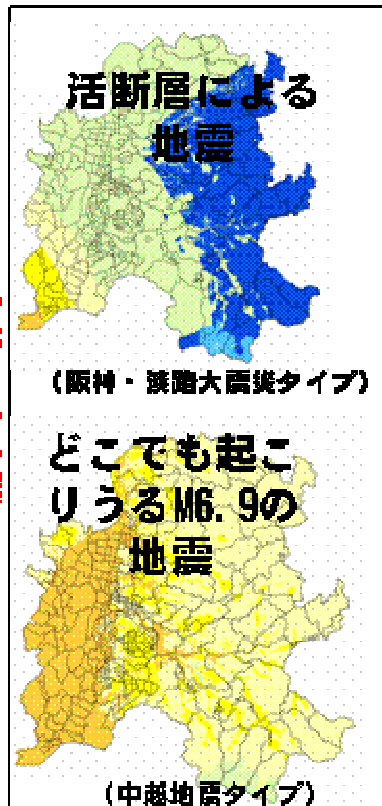 活断層による
地震
(阪神・淡路大震災タイプ)
どこでも起こ
りうるM6.9の
地震
(中越地震タイプ)